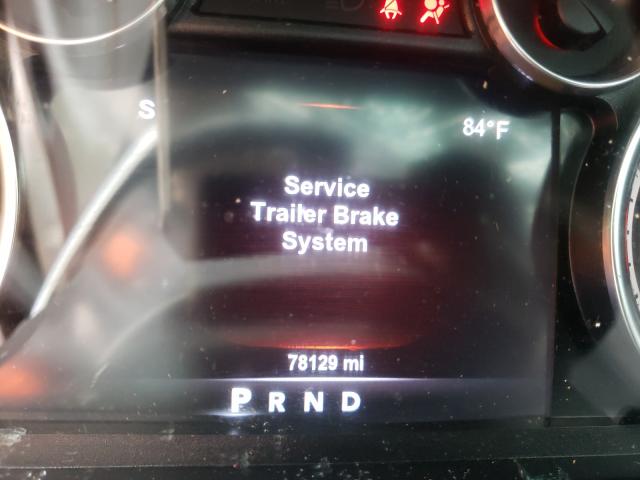 S
84°F
Service
Trailer Brake
System
78129 mi
P R N D